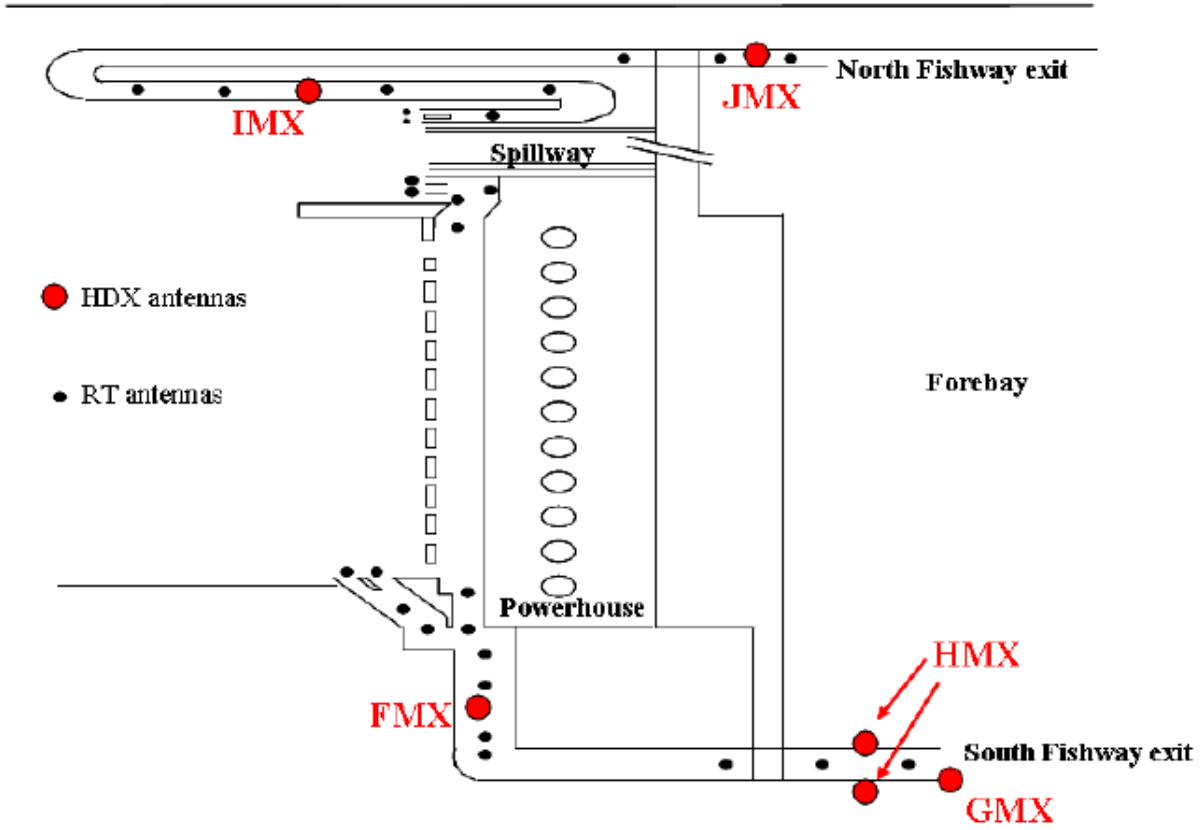 North Fishway exit
JMX
IMX
Spillway
HDX antennas
RT antennas
Forebay
Powerhouse
HMX
FMX
South Fishway exit
GMX